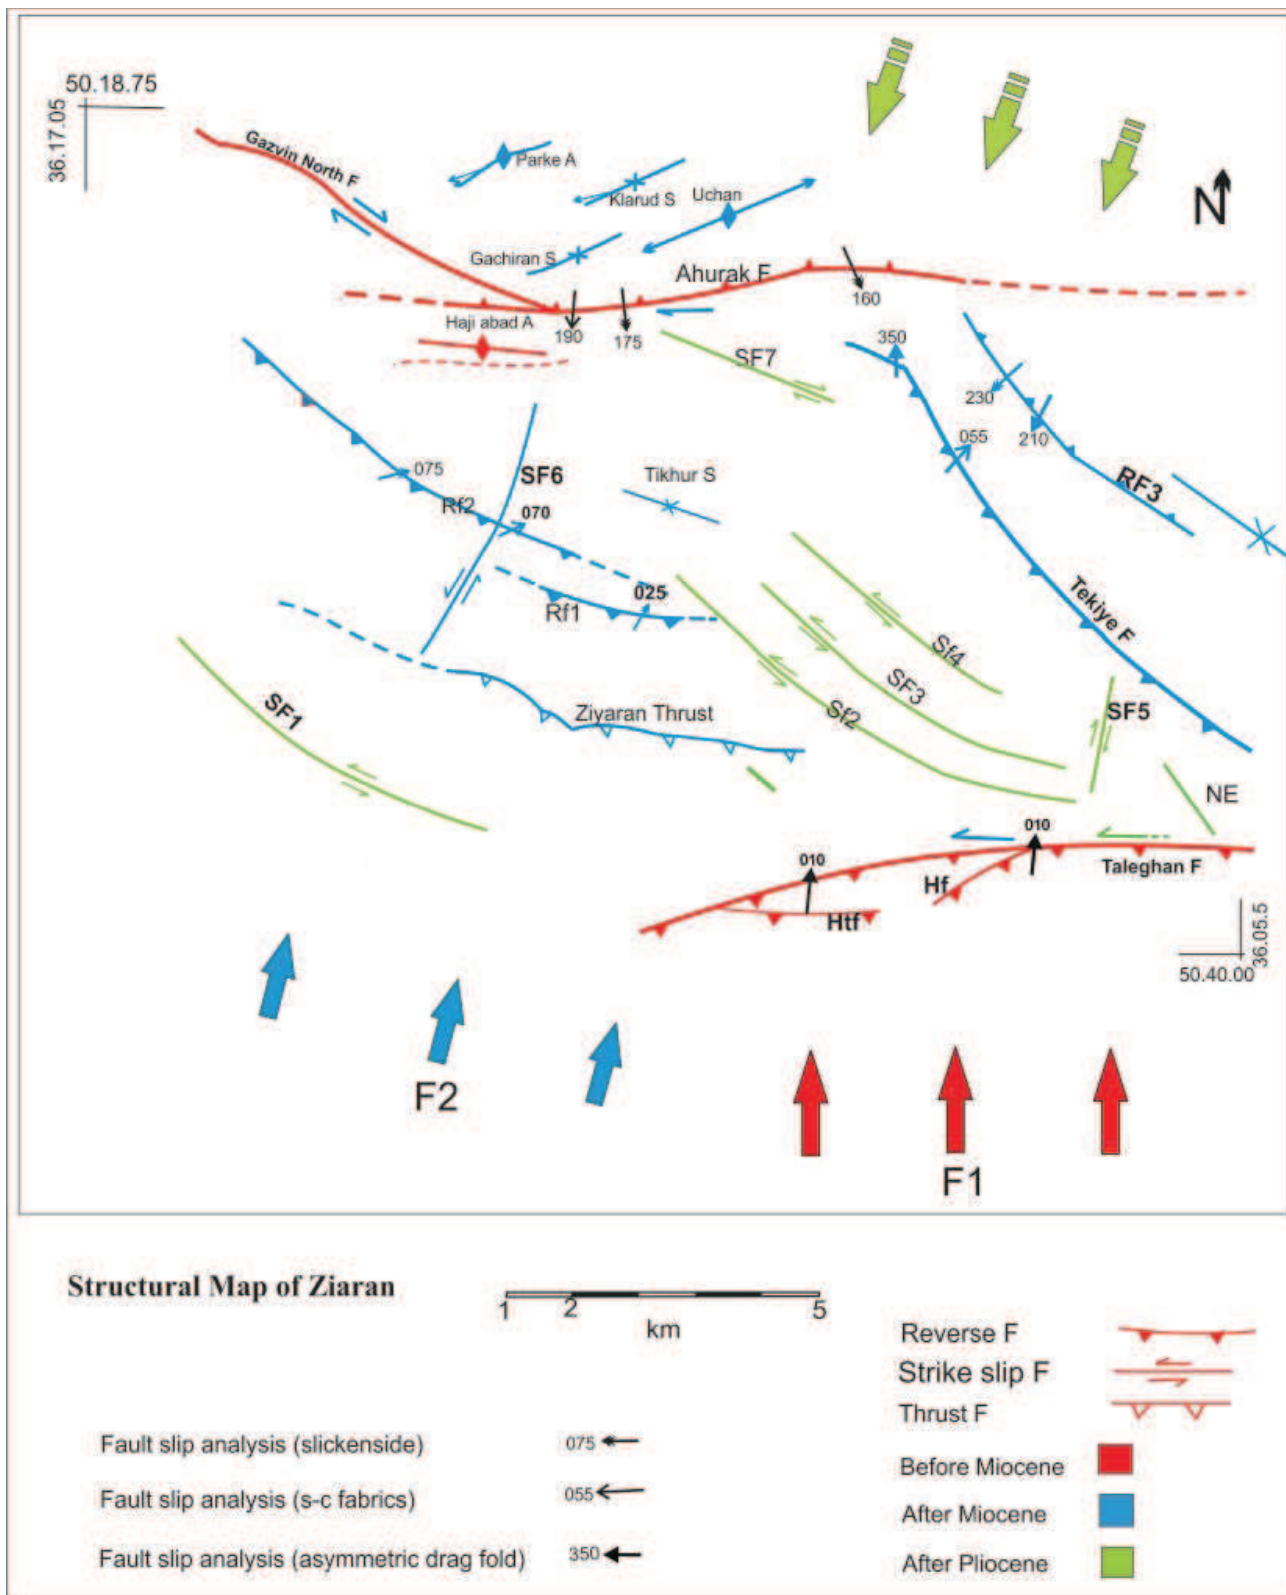 50.18.75
36.17.05
Gazvin North F
Parke A
Klarud S
Uchan
N
Gachiran S
Ahurak F
160
Haji abad A
190
175
SF7
350
230
055
210
075
SF6
Tikhur S
RF3
Rf2
070
025
Rf1
Tekiye F
Sf4
SF3
SF1
Ziyaran Thrust
Sf2
SF5
NE
010
010
Taleghan F
Hf
Htf
36.05.5
50.40.00
F2
F1
Structural Map of Ziaran
1 2 5
km
Reverse F
Strike slip F
Thrust F
Fault slip analysis (slickenside) 075
Before Miocene
Fault slip analysis (s-c fabrics) 055
After Miocene
Fault slip analysis (asymmetric drag fold) 350
After Pliocene